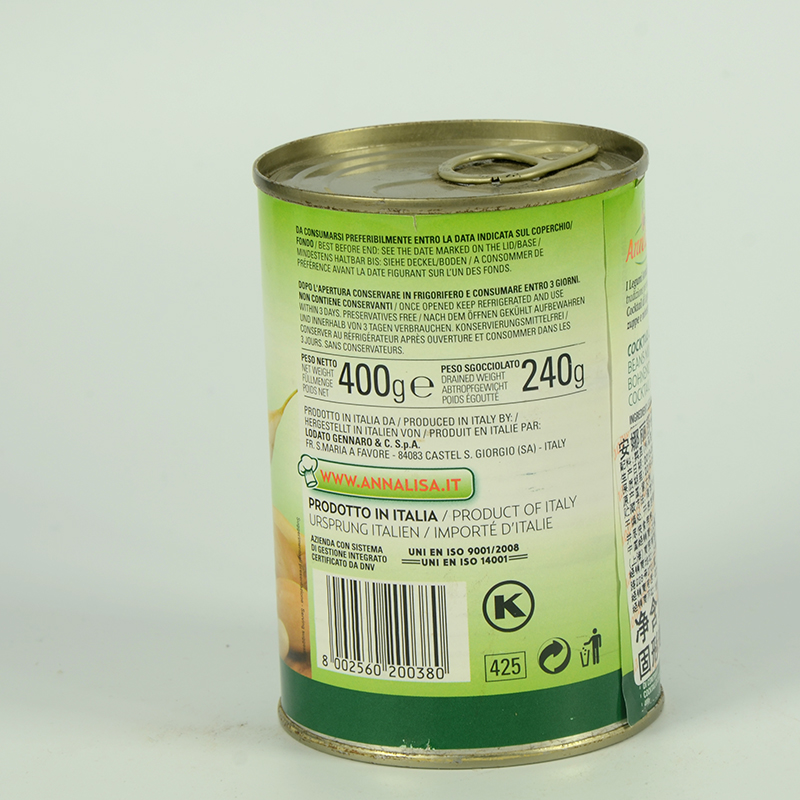 DA CONSUMARSI PREFERIBILMENTE ENTRO LA DATA INDICATA SUL COPERCHIO/
FONDO / BEST BEFORE END: SEE THE DATE MARKED ON THE LID/BASE /
MINDESTENS HALTBAR BIS: SIEHE DECKEL/BODEN / A CONSOMMER DE
PRÉFÉRENCE AVANT LA DATE FIGURANT SUR L'UN DES FONDS.
DOPO L'APERTURA CONSERVARE IN FRIGORIFERO E CONSUMARE ENTRO 3 GIORNI.
NON CONTIENE CONSERVANTI / ONCE OPENED KEEP REFRIGERATED AND USE
WITHIN 3 DAYS. PRESERVATIVES FREE / NACH DEM ÖFFNEN GEKÜHLT AUFBEWAHREN
UND INNERHALB VON 3 TAGEN VERBRAUCHEN. KONSERVIERUNGSMITTELFREI /
CONSERVER AU RÉFRIGÉRATEUR APRÈS OUVERTURE ET CONSOMMER DANS LES
3 JOURS. SANS CONSERVATEURS.
PESO NETTO
NET WEIGHT
FÜLLMENGE
POIDS NET
400g e
PESO SGOCCIOLATO
DRAINED WEIGHT
ABTROPFGEWICHT
POIDS ÉGOUTTÉ
240g
PRODOTTO IN ITALIA DA / PRODUCED IN ITALY BY: /
HERGESTELLT IN ITALIEN VON / PRODUIT EN ITALIE PAR:
LODATO GENNARO & C. S.p.A.
FR. S.MARIA A FAVORE - 84083 CASTEL S. GIORGIO (SA) - ITALY
WWW.ANNALISA.IT
PRODOTTO IN ITALIA / PRODUCT OF ITALY
URSPRUNG ITALIEN / IMPORTÉ D'ITALIE
AZIENDA CON SISTEMA
DI GESTIONE INTEGRATO
CERTIFICATO DA DNV
UNI EN ISO 9001/2008
UNI EN ISO 14001
8 002560 200380
K
425
I Legumi
COCKTAIL
BEANS
净含
固